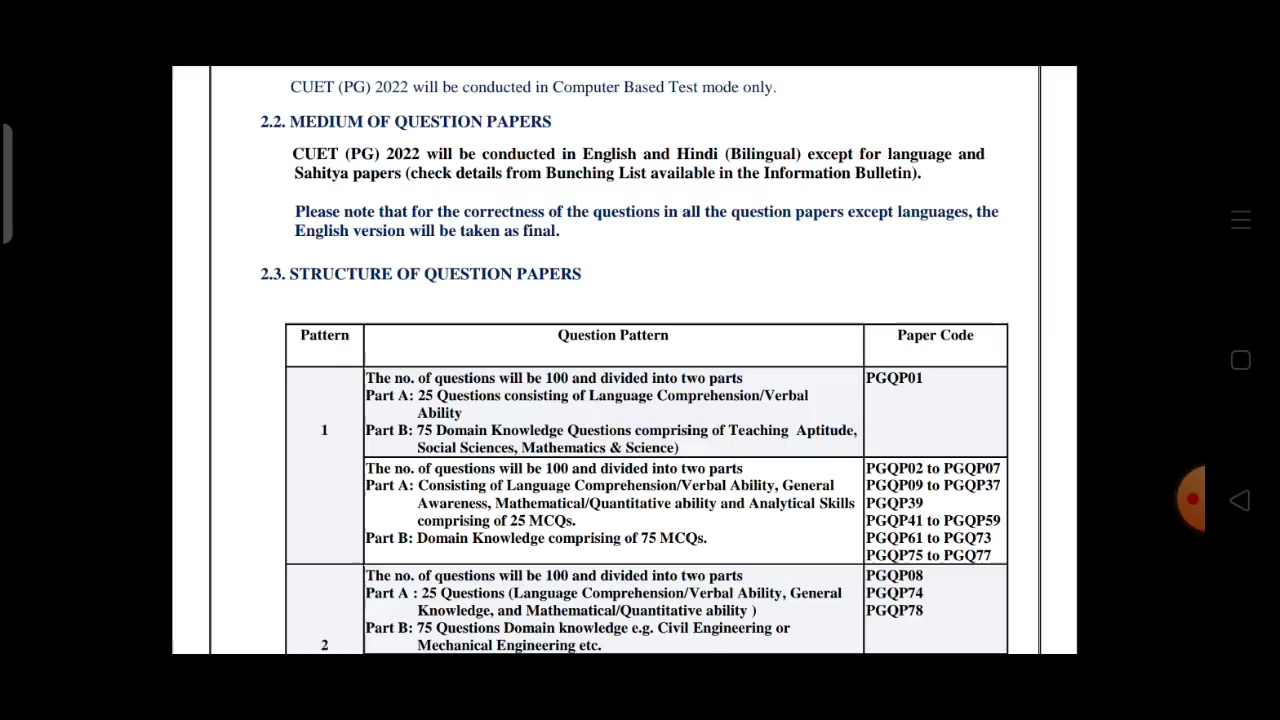 CUET (PG) 2022 will be conducted in Computer Based Test mode only.
2.2. MEDIUM OF QUESTION PAPERS
CUET (PG) 2022 will be conducted in English and Hindi (Bilingual) except for language and
Sahitya papers (check details from Bunching List available in the Information Bulletin).
Please note that for the correctness of the questions in all the question papers except languages, the
English version will be taken as final.
2.3. STRUCTURE OF QUESTION PAPERS
Pattern
Question Pattern
Paper Code
1
The no. of questions will be 100 and divided into two parts
Part A: 25 Questions consisting of Language Comprehension/Verbal
Ability
Part B: 75 Domain Knowledge Questions comprising of Teaching Aptitude,
Social Sciences, Mathematics & Science)
PGQP01
The no. of questions will be 100 and divided into two parts
Part A: Consisting of Language Comprehension/Verbal Ability, General
Awareness, Mathematical/Quantitative ability and Analytical Skills
comprising of 25 MCQs.
Part B: Domain Knowledge comprising of 75 MCQs.
PGQP02 to PGQP07
PGQP09 to PGQP37
PGQP39
PGQP41 to PGQP59
PGQP61 to PGQ73
PGQP75 to PGQ77
2
The no. of questions will be 100 and divided into two parts
Part A : 25 Questions (Language Comprehension/Verbal Ability, General
Knowledge, and Mathematical/Quantitative ability )
Part B: 75 Questions Domain knowledge e.g. Civil Engineering or
Mechanical Engineering etc.
PGQP08
PGQP74
PGQP78